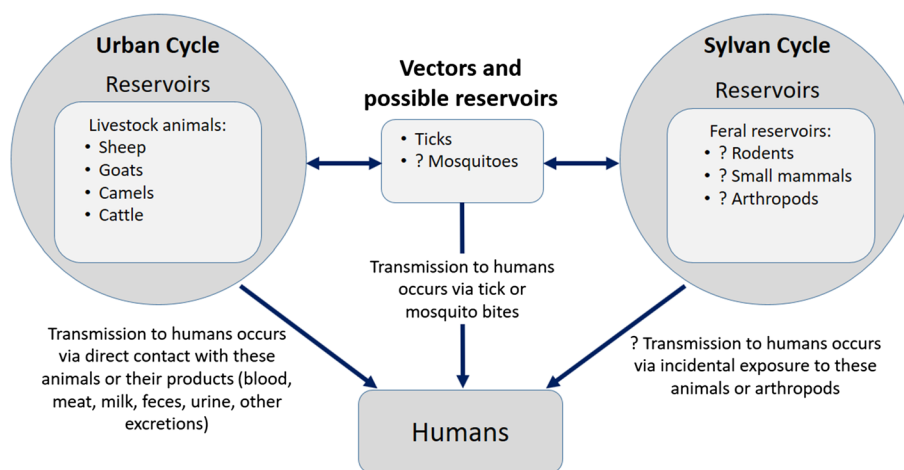 Urban Cycle
Reservoirs
Livestock animals:
• Sheep
• Goats
• Camels
• Cattle
Vectors and
possible reservoirs
• Ticks
• ? Mosquitoes
Sylvan Cycle
Reservoirs
Feral reservoirs:
• ? Rodents
• ? Small mammals
• ? Arthropods
Transmission to humans occurs
via direct contact with these
animals or their products (blood,
meat, milk, feces, urine, other
excretions)
Transmission to humans
occurs via tick or
mosquito bites
? Transmission to humans occurs
via incidental exposure to these
animals or arthropods
Humans